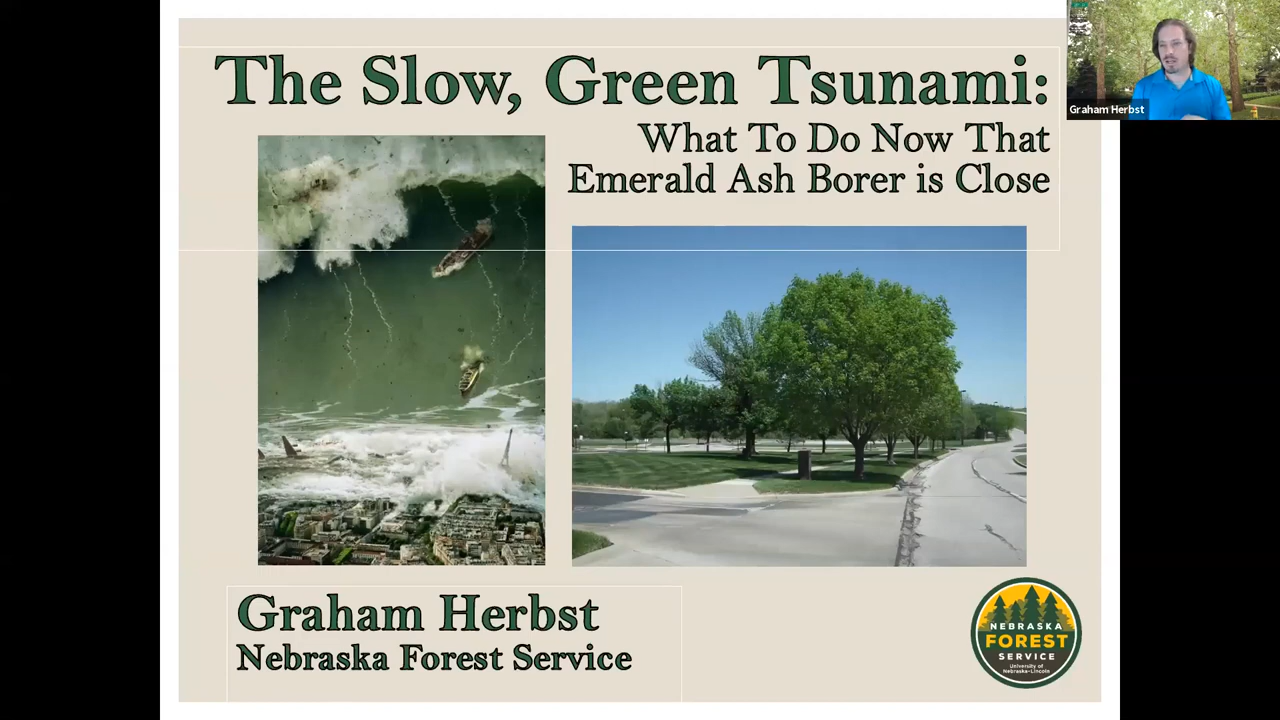 The Slow, Green Tsunami:
What To Do Now That
Emerald Ash Borer is Close
Graham Herbst
Graham Herbst
Nebraska Forest Service
NEBRASKA
FOREST
SERVICE
University of
Nebraska-Lincoln